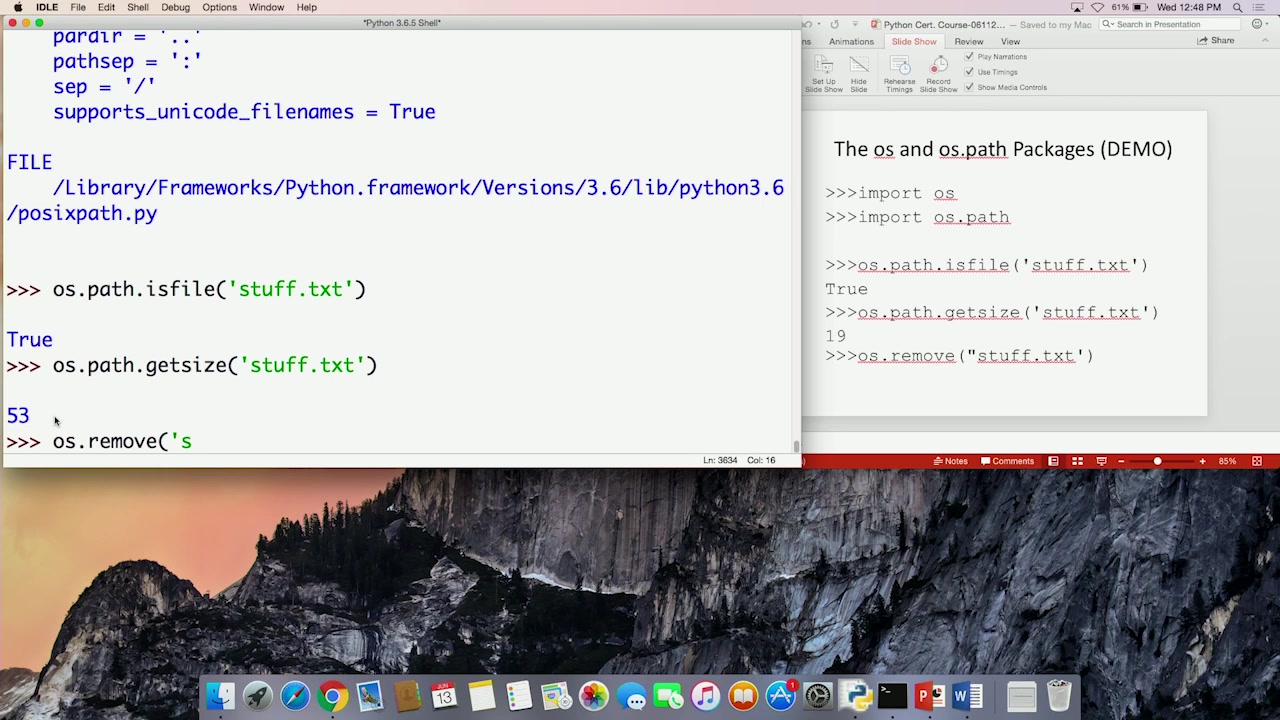 IDLE File Edit Shell Debug Options Window Help 61% Wed 12:48 PM
*Python 3.6.5 Shell*
pardir = '..'
pathsep = ':'
sep = '/'
supports_unicode_filenames = True
FILE
/Library/Frameworks/Python.framework/Versions/3.6/lib/python3.6
/posixpath.py
>>> os.path.isfile('stuff.txt')
True
>>> os.path.getsize('stuff.txt')
53
>>> os.remove('s
Ln: 3634 Col: 16
Python Cert. Course-06112... — Saved to my Mac
Search in Presentation
ns Animations Slide Show Review View
Share
Set Up
Slide Show
Hide
Slide
Rehearse
Timings
Record
Slide Show
Play Narrations
Use Timings
Show Media Controls
The os and os.path Packages (DEMO)
>>>import os
>>>import os.path
>>>os.path.isfile('stuff.txt')
True
>>>os.path.getsize('stuff.txt')
19
>>>os.remove("stuff.txt')
Notes Comments 85%
JUN
13
1